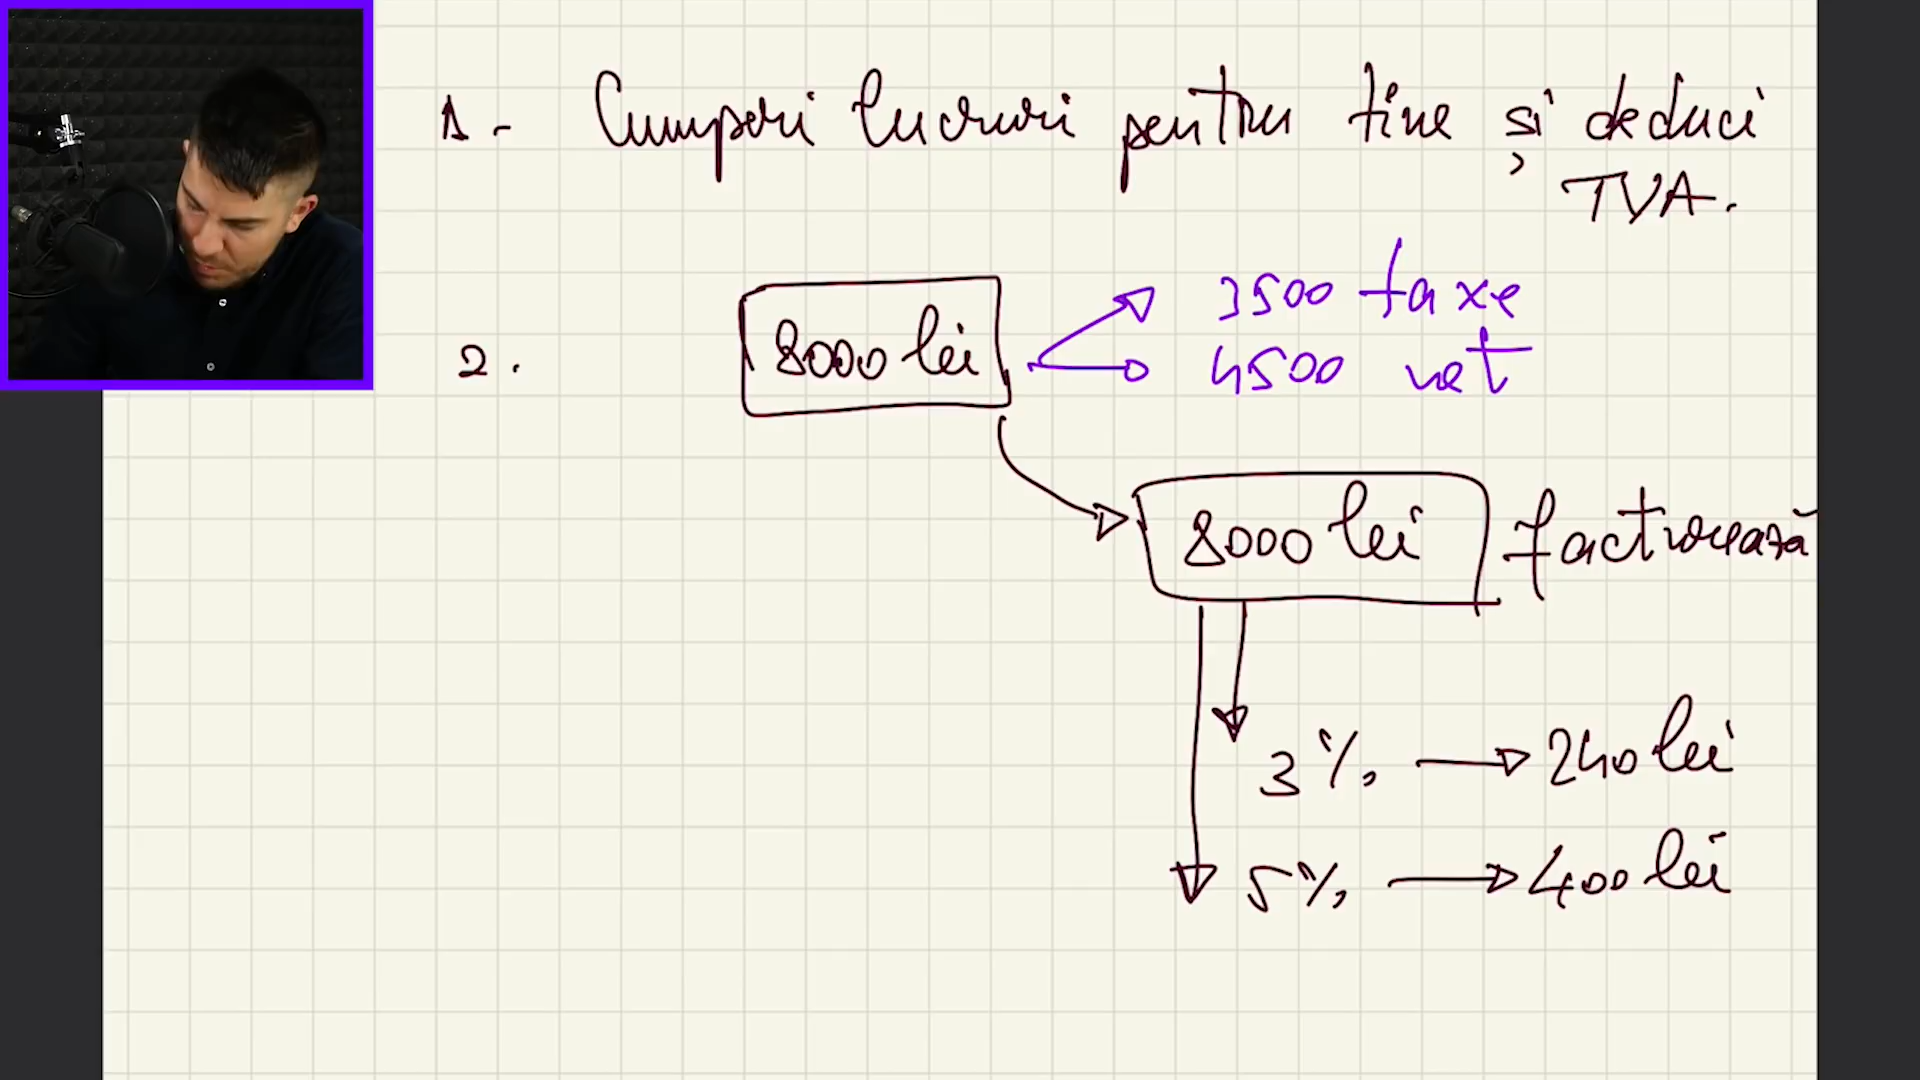 1. Cumperi lucruri pentru tine și deduci
TVA.
2. 8000 lei
3500 taxe
4500 net
8000 lei facturează
3% → 240 lei
5% → 400 lei